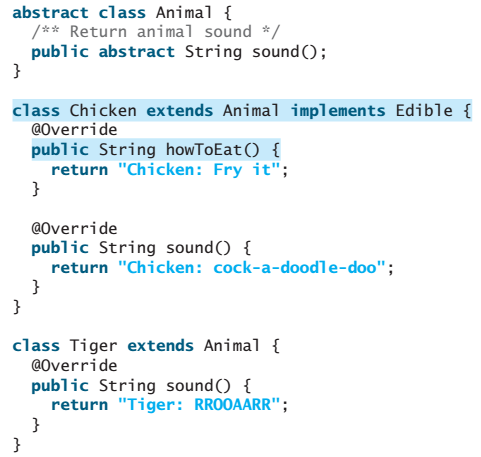 abstract class Animal {
  /** Return animal sound */
  public abstract String sound();
}

class Chicken extends Animal implements Edible {
  @Override
  public String howToEat() {
    return "Chicken: Fry it";
  }

  @Override
  public String sound() {
    return "Chicken: cock-a-doodle-doo";
  }
}

class Tiger extends Animal {
  @Override
  public String sound() {
    return "Tiger: RROOAARR";
  }
}